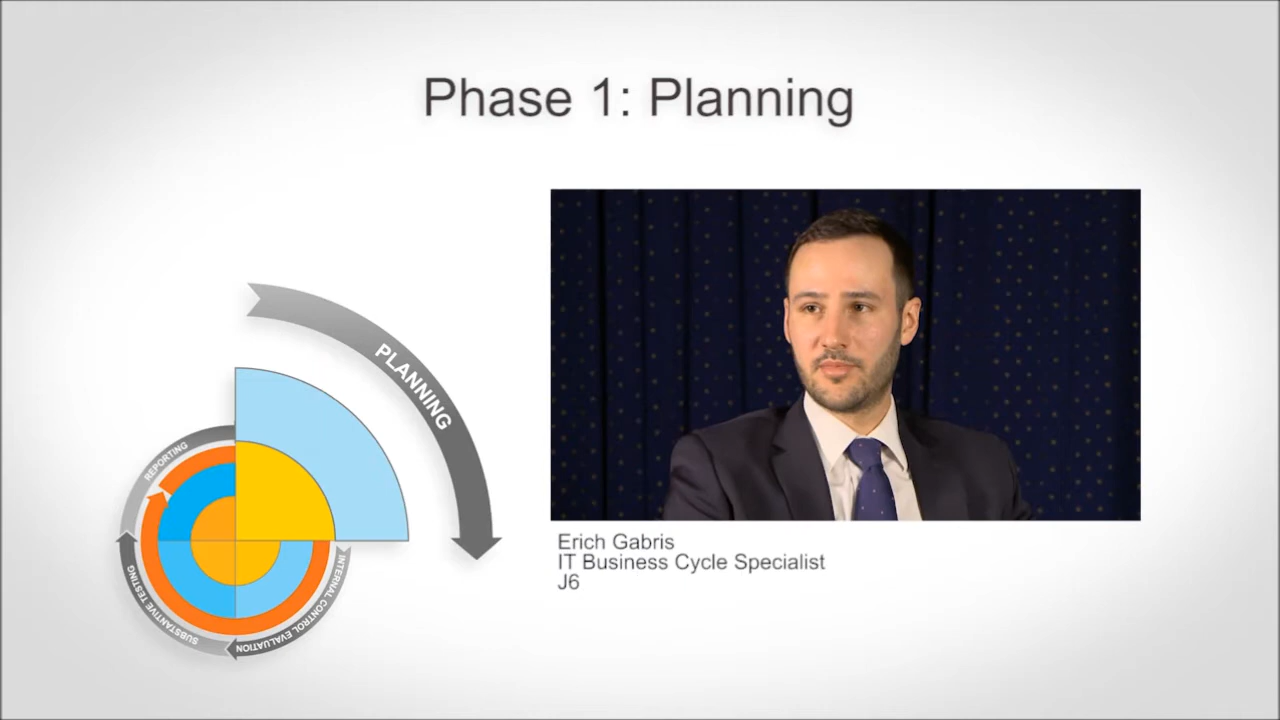 Phase 1: Planning
PLANNING
REPORTING
SUBSTANTIVE TESTING
INTERNAL CONTROL EVALUATION
Erich Gabris
IT Business Cycle Specialist
J6